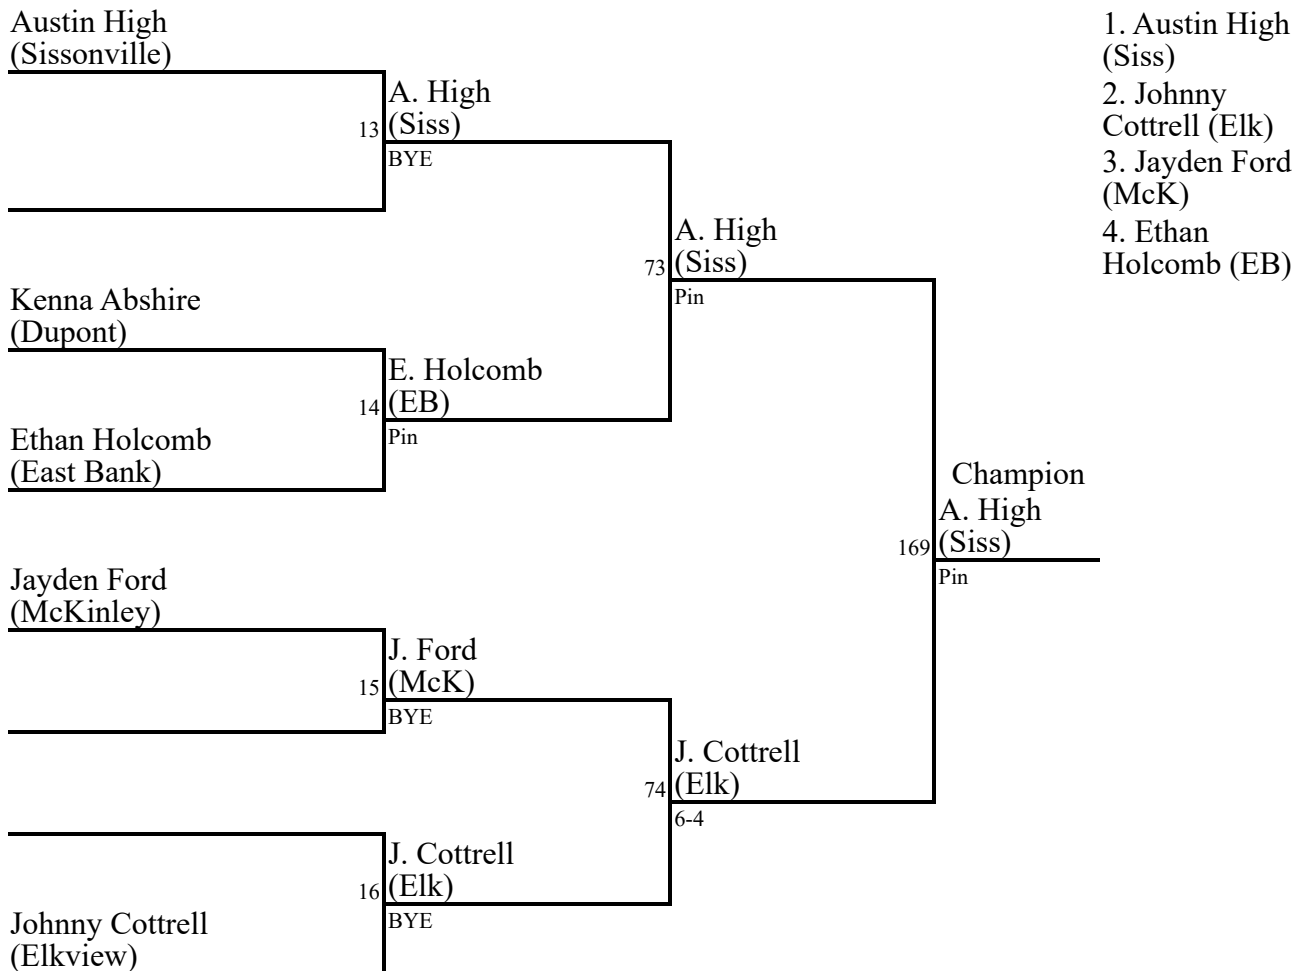 Austin High
(Sissonville)
13
A. High
(Siss)
BYE
Kenna Abshire
(Dupont)
14
E. Holcomb
(EB)
Pin
Ethan Holcomb
(East Bank)
73
A. High
(Siss)
Pin
Jayden Ford
(McKinley)
15
J. Ford
(McK)
BYE
16
J. Cottrell
(Elk)
BYE
Johnny Cottrell
(Elkview)
74
J. Cottrell
(Elk)
6-4
Champion
169
A. High
(Siss)
Pin
1. Austin High
(Siss)
2. Johnny
Cottrell (Elk)
3. Jayden Ford
(McK)
4. Ethan
Holcomb (EB)